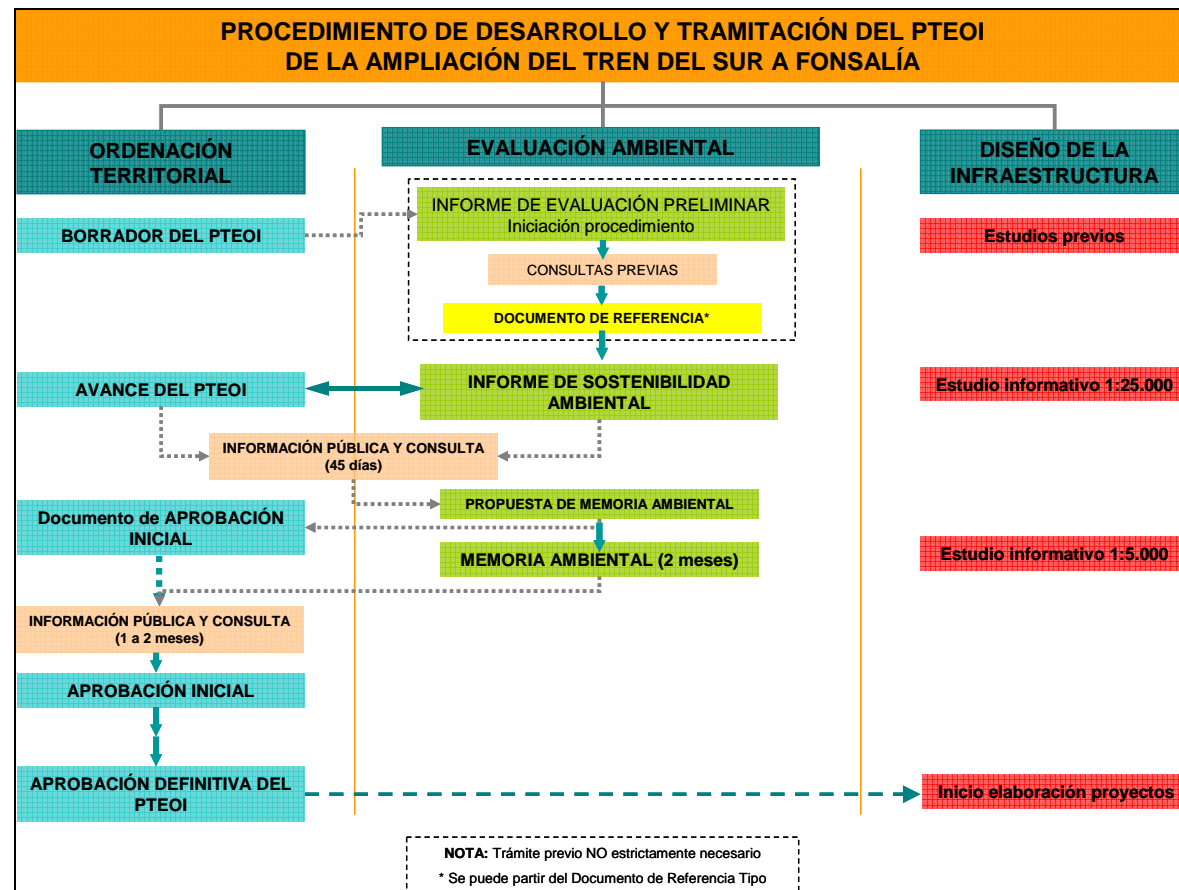 PROCEDIMIENTO DE DESARROLLO Y TRAMITACIÓN DEL PTEOI
DE LA AMPLIACIÓN DEL TREN DEL SUR A FONSALÍA
ORDENACIÓN
TERRITORIAL
EVALUACIÓN AMBIENTAL
DISEÑO DE LA
INFRAESTRUCTURA
BORRADOR DEL PTEOI
INFORME DE EVALUACIÓN PRELIMINAR
Iniciación procedimiento
Estudios previos
CONSULTAS PREVIAS
DOCUMENTO DE REFERENCIA*
AVANCE DEL PTEOI
INFORME DE SOSTENIBILIDAD
AMBIENTAL
Estudio informativo 1:25.000
INFORMACIÓN PÚBLICA Y CONSULTA
(45 días)
PROPUESTA DE MEMORIA AMBIENTAL
Documento de APROBACIÓN
INICIAL
MEMORIA AMBIENTAL (2 meses)
Estudio informativo 1:5.000
INFORMACIÓN PÚBLICA Y CONSULTA
(1 a 2 meses)
APROBACIÓN INICIAL
APROBACIÓN DEFINITIVA DEL
PTEOI
Inicio elaboración proyectos
NOTA: Trámite previo NO estrictamente necesario
* Se puede partir del Documento de Referencia Tipo